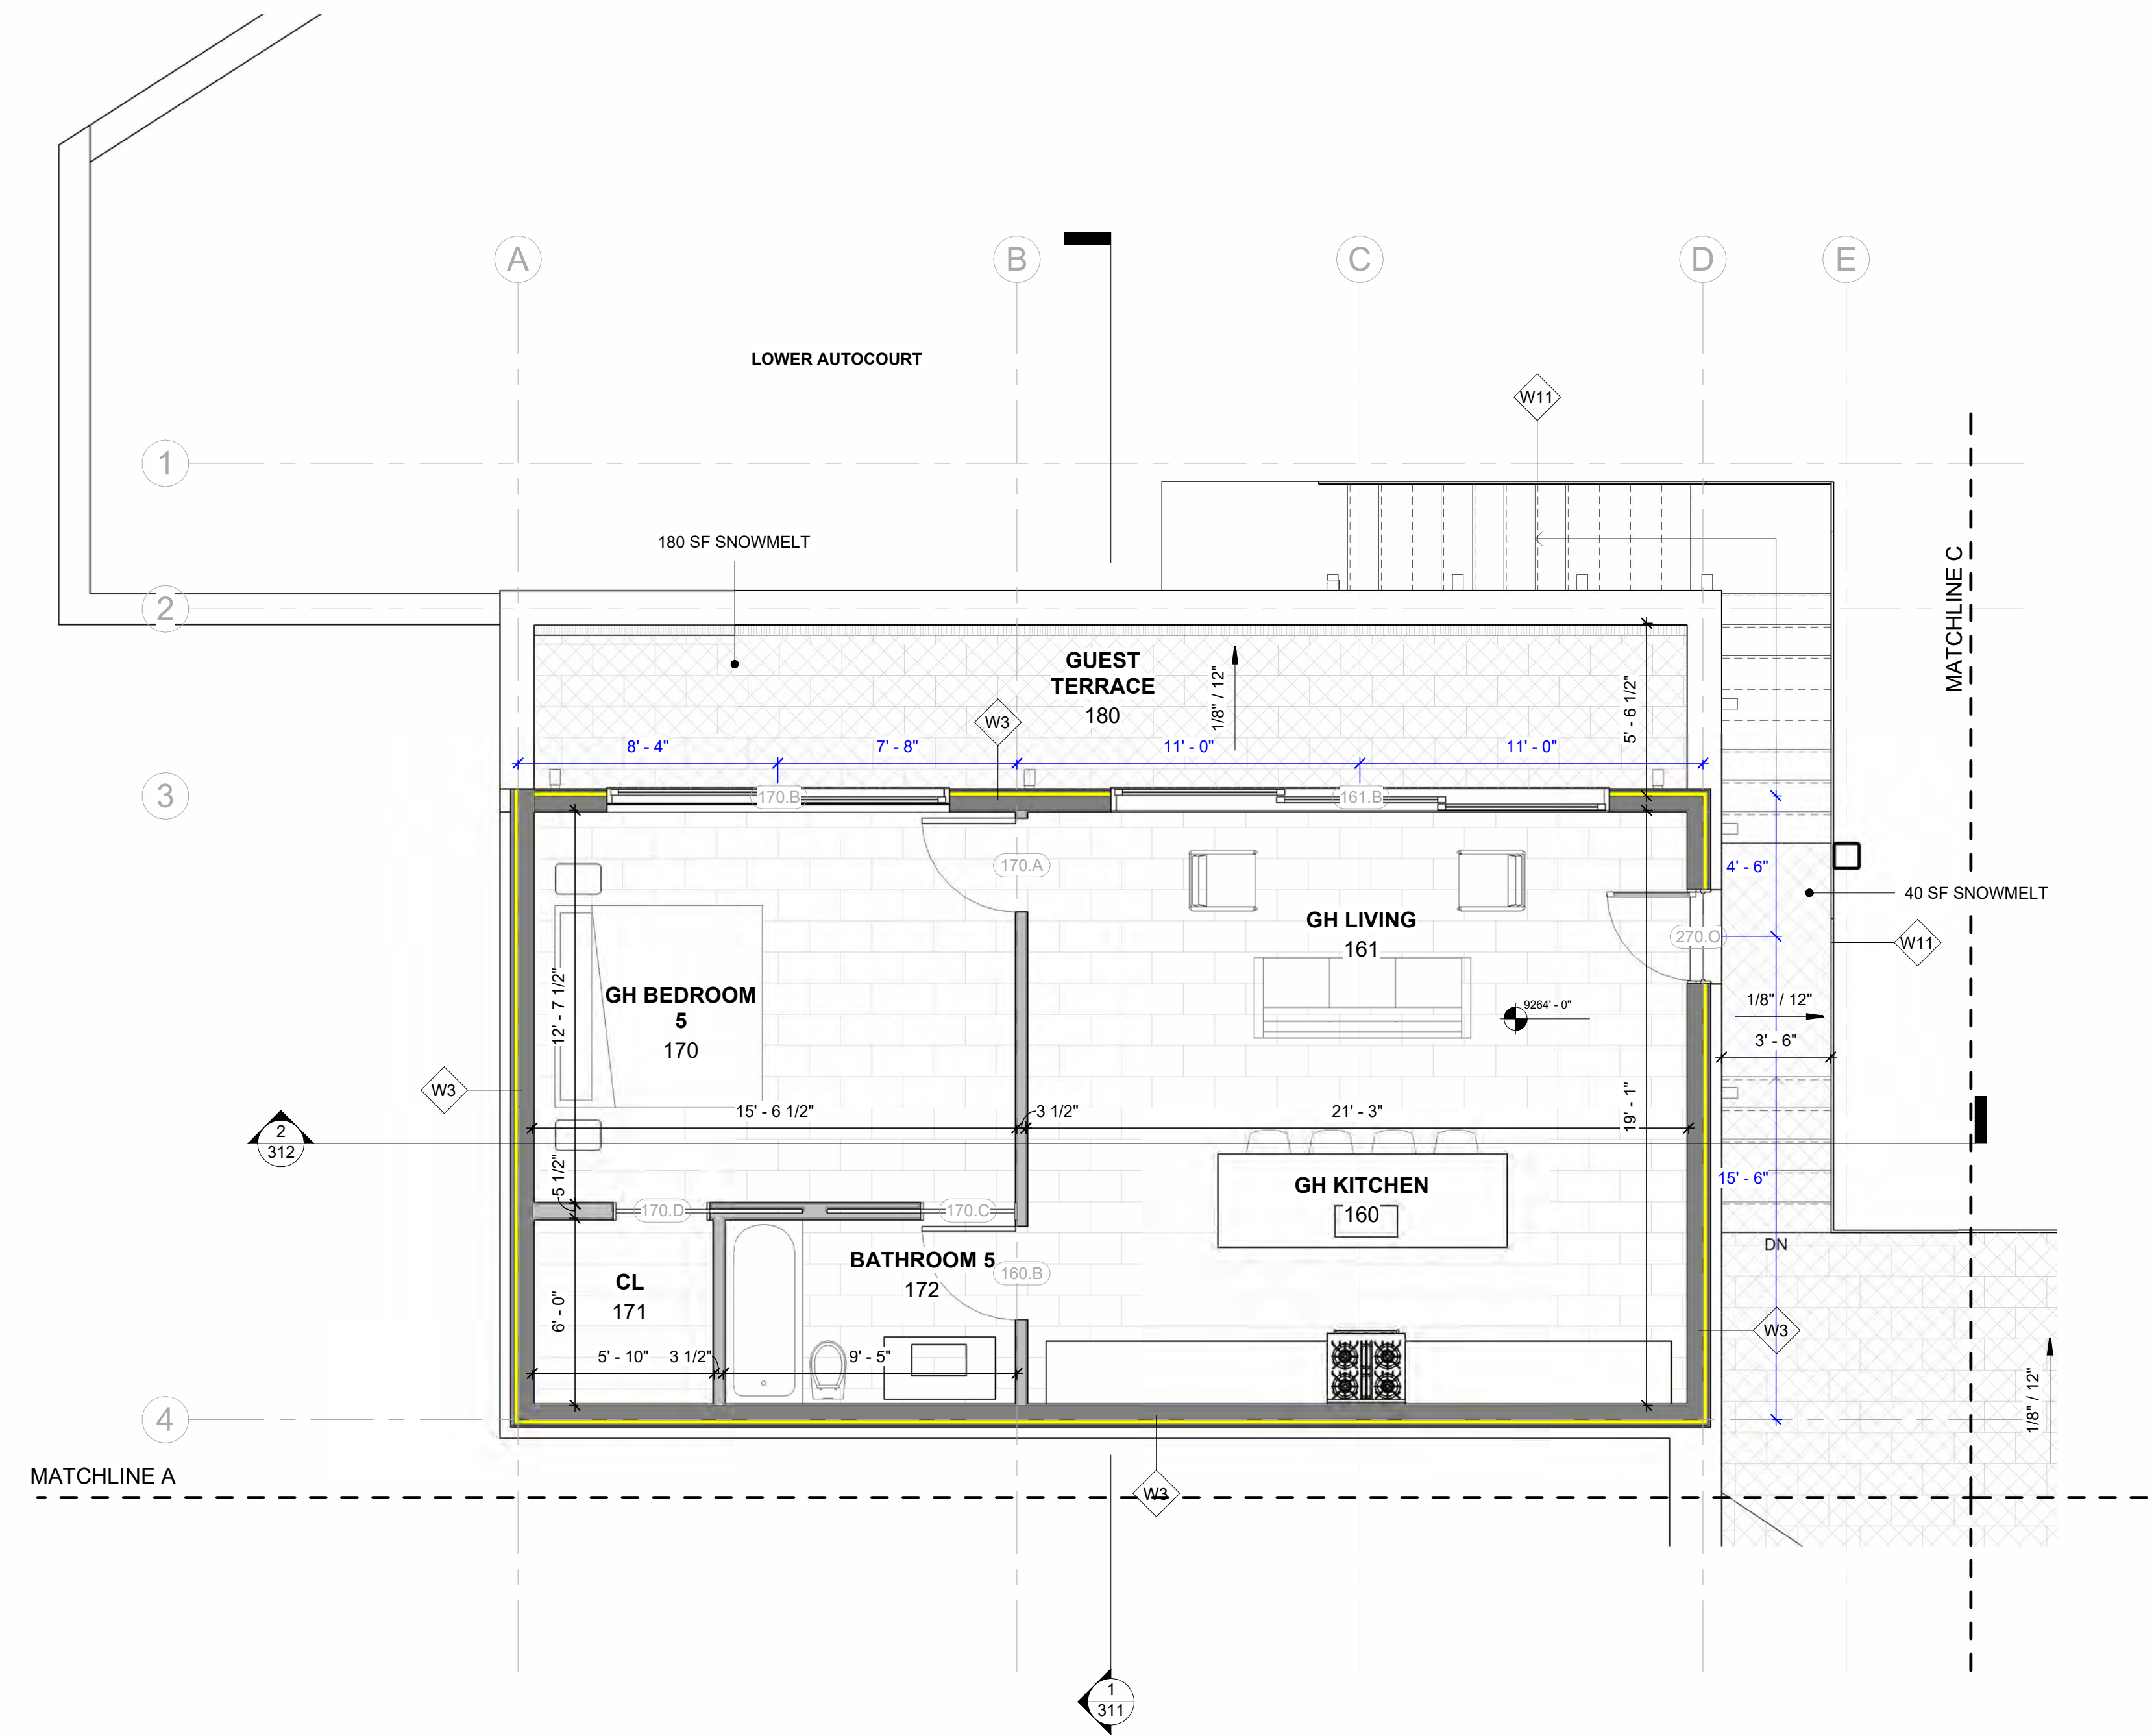 A
B
C
D
E
LOWER AUTOCOURT
W11
1
180 SF SNOWMELT
MATCHLINE C
2
GUEST
TERRACE
180
1/8" / 12"
5' - 6 1/2"
W3
8' - 4"
7' - 8"
11' - 0"
11' - 0"
3
170.B
161.B
170.A
4' - 6"
40 SF SNOWMELT
GH LIVING
161
270.O
W11
GH BEDROOM
5
170
12' - 7 1/2"
9264' - 0"
1/8" / 12"
3' - 6"
W3
15' - 6 1/2"
3 1/2"
21' - 3"
19' - 1"
2
312
5 1/2"
GH KITCHEN
160
15' - 6"
170.D
170.C
DN
BATHROOM 5
172
160.B
CL
171
6' - 0"
W3
5' - 10"
3 1/2"
9' - 5"
1/8" / 12"
4
MATCHLINE A
W3
1
311